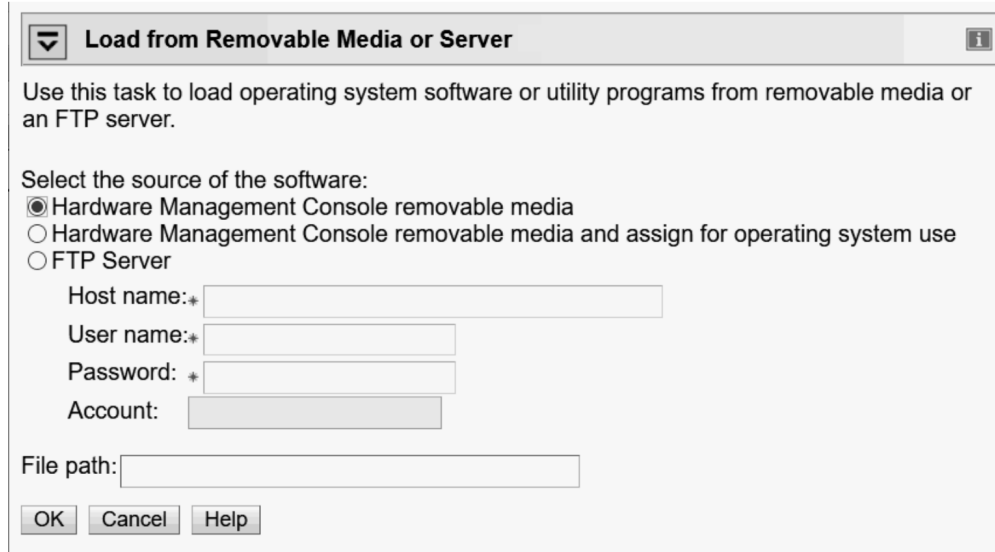 Load from Removable Media or Server
Use this task to load operating system software or utility programs from removable media or
an FTP server.
Select the source of the software:
Hardware Management Console removable media
Hardware Management Console removable media and assign for operating system use
FTP Server
Host name:*
User name:*
Password: *
Account:
File path:
OK Cancel Help